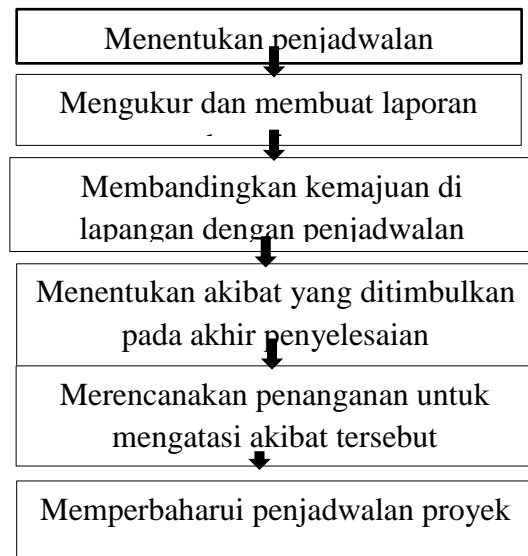 Menentukan penjadwalan
Mengukur dan membuat laporan
Membandingkan kemajuan di
lapangan dengan penjadwalan
Menentukan akibat yang ditimbulkan
pada akhir penyelesaian
Merencanakan penanganan untuk
mengatasi akibat tersebut
Memperbaharui penjadwalan proyek